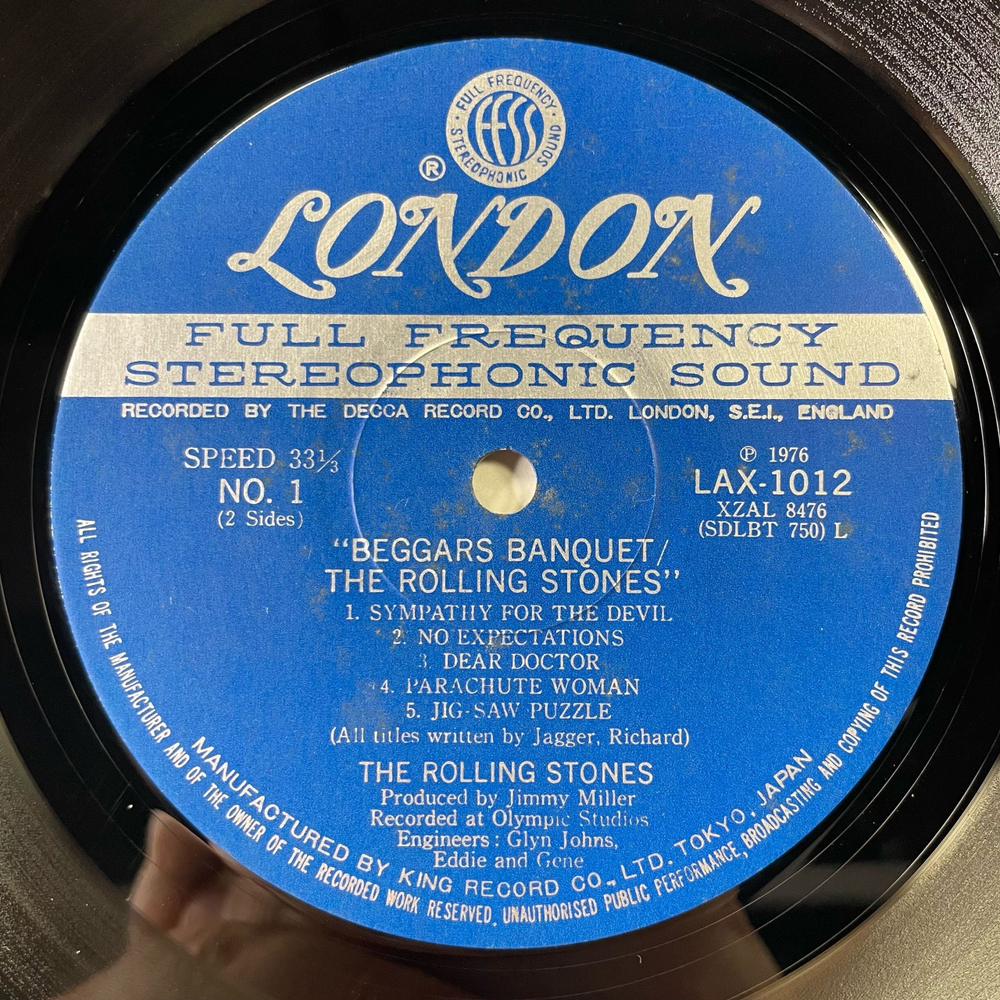 FULL FREQUENCY
FFSS
STEREOPHONIC SOUND
®
LONDON
FULL FREQUENCY
STEREOPHONIC SOUND
RECORDED BY THE DECCA RECORD CO., LTD. LONDON, S.E.I., ENGLAND
SPEED 33⅓
NO. 1
(2 Sides)
℗ 1976
LAX-1012
XZAL 8476
(SDLBT 750) L
"BEGGARS BANQUET/
THE ROLLING STONES"
1. SYMPATHY FOR THE DEVIL
2. NO EXPECTATIONS
3. DEAR DOCTOR
4. PARACHUTE WOMAN
5. JIG-SAW PUZZLE
(All titles written by Jagger, Richard)
THE ROLLING STONES
Produced by Jimmy Miller
Recorded at Olympic Studios
Engineers: Glyn Johns,
Eddie and Gene
MANUFACTURED BY KING RECORD CO., LTD. TOKYO, JAPAN
ALL RIGHTS OF THE MANUFACTURER AND OF THE OWNER OF THE RECORDED WORK RESERVED. UNAUTHORISED PUBLIC PERFORMANCE, BROADCASTING AND COPYING OF THIS RECORD PROHIBITED